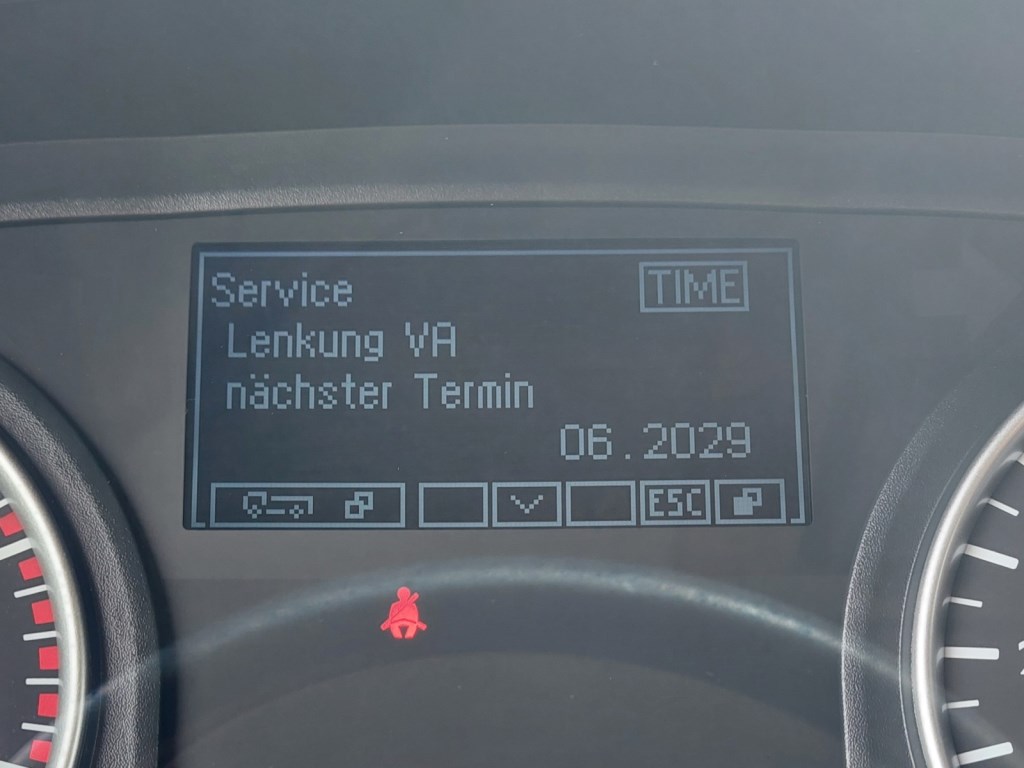 Service TIME
Lenkung VA
nächster Termin
06.2029
ESC